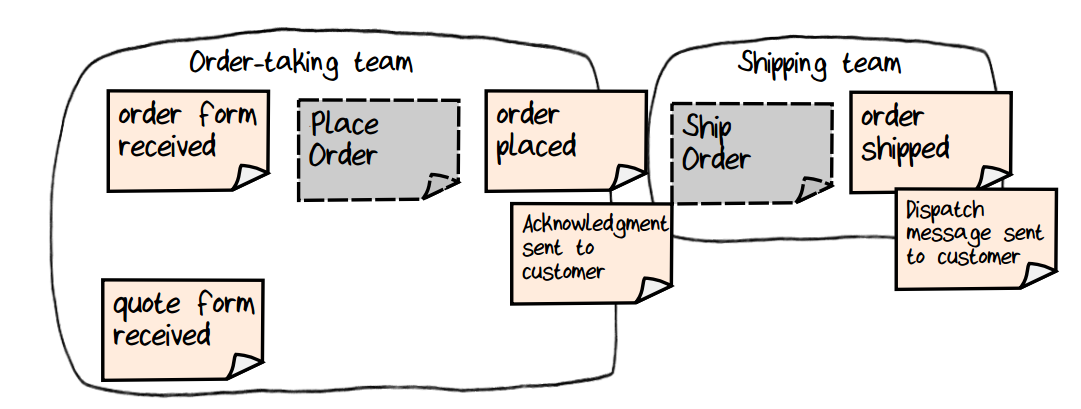 Order-taking team
order form
received
Place
Order
order
placed
Acknowledgment
sent to
customer
quote form
received
Shipping team
Ship
Order
order
shipped
Dispatch
message sent
to customer